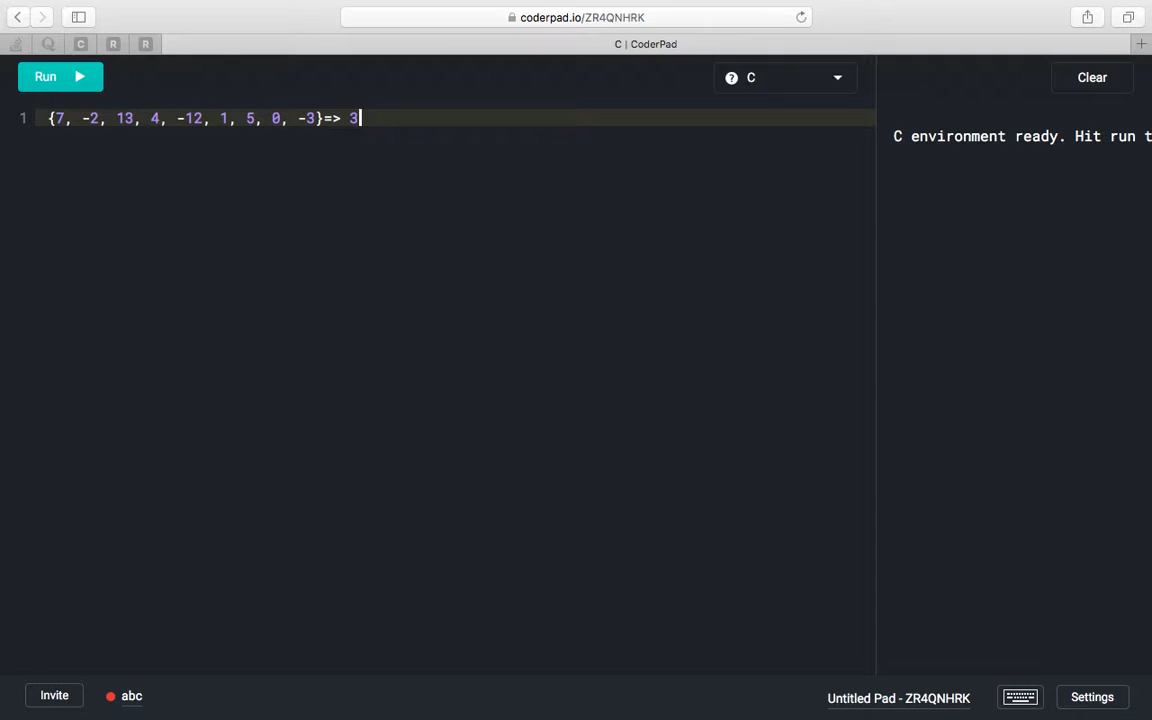 coderpad.io/ZR4QNHRK
Q C R R C | CoderPad
Run C Clear
1 {7, -2, 13, 4, -12, 1, 5, 0, -3}=> 3
C environment ready. Hit run t
Invite abc Untitled Pad - ZR4QNHRK Settings